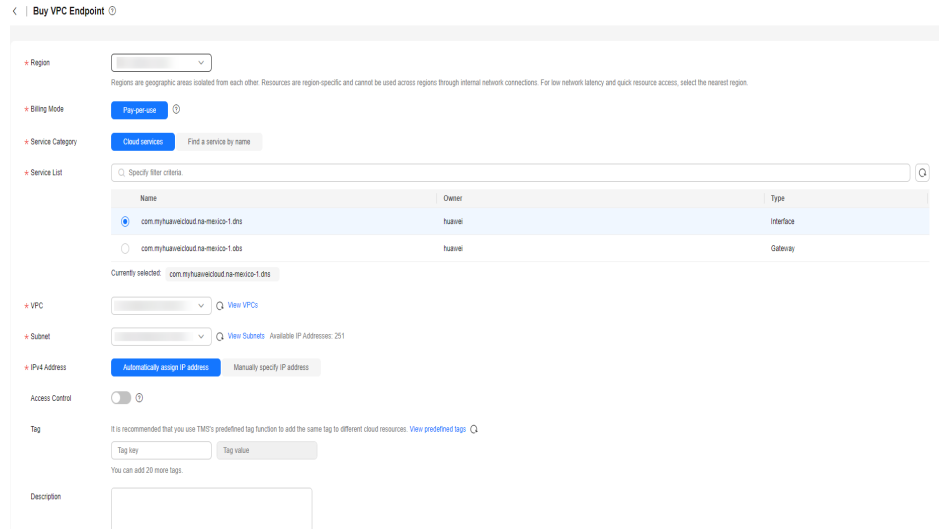 Buy VPC Endpoint
* Region
Regions are geographic areas isolated from each other. Resources are region-specific and cannot be used across regions through internal network connections. For low network latency and quick resource access, select the nearest region.
* Billing Mode Pay-per-use
* Service Category Cloud services Find a service by name
* Service List Specify filter criteria.
Name Owner Type
com.myhuaweicloud.na-mexico-1.dns huawei Interface
com.myhuaweicloud.na-mexico-1.obs huawei Gateway
Currently selected: com.myhuaweicloud.na-mexico-1.dns
* VPC View VPCs
* Subnet View Subnets Available IP Addresses: 251
* IPv4 Address Automatically assign IP address Manually specify IP address
Access Control
Tag It is recommended that you use TMS's predefined tag function to add the same tag to different cloud resources. View predefined tags
Tag key Tag value
You can add 20 more tags.
Description